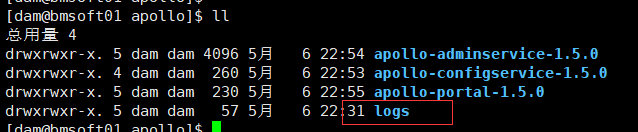 [dam@bmsoft01 apollo]$ ll
总用量 4
drwxrwxr-x. 5 dam dam 4096 5月   6 22:54 apollo-adminservice-1.5.0
drwxrwxr-x. 4 dam dam  260 5月   6 22:53 apollo-configservice-1.5.0
drwxrwxr-x. 5 dam dam  230 5月   6 22:55 apollo-portal-1.5.0
drwxrwxr-x. 5 dam dam   57 5月   6 22:31 logs
[dam@bmsoft01 apollo]$